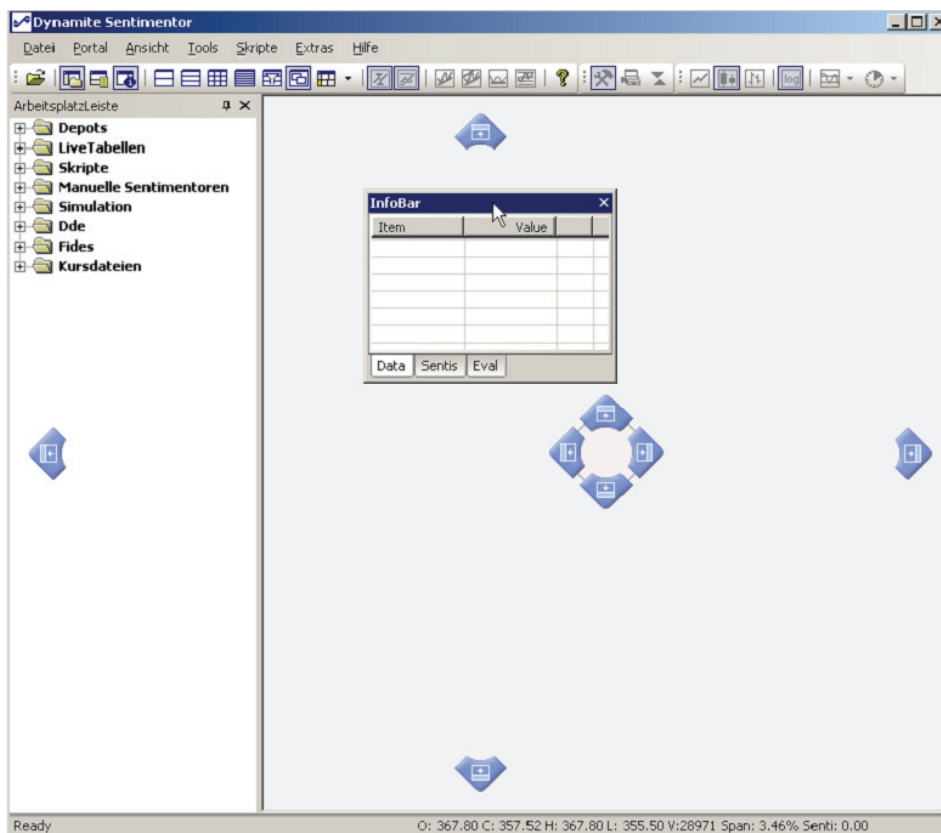 Dynamite Sentimentor
Datei Portal Ansicht Tools Skripte Extras Hilfe
log
ArbeitsplatzLeiste
Depots
LiveTabellen
Skripte
Manuelle Sentimentoren
Simulation
Dde
Fides
Kursdateien
InfoBar
Item Value
Data Sentis Eval
Ready O: 367.80 C: 357.52 H: 367.80 L: 355.50 V:28971 Span: 3.46% Senti: 0.00